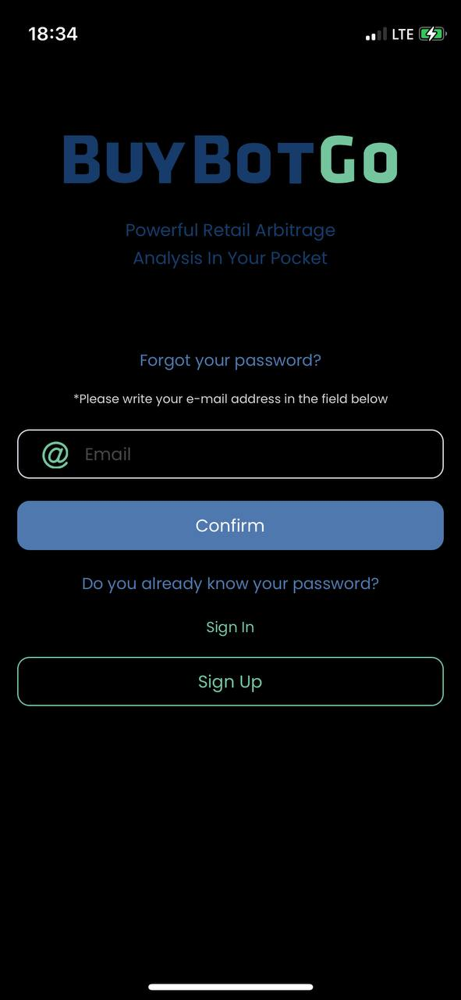 18:34 LTE
BUYBOTGO
Powerful Retail Arbitrage
Analysis In Your Pocket
Forgot your password?
*Please write your e-mail address in the field below
@ Email
Confirm
Do you already know your password?
Sign In
Sign Up